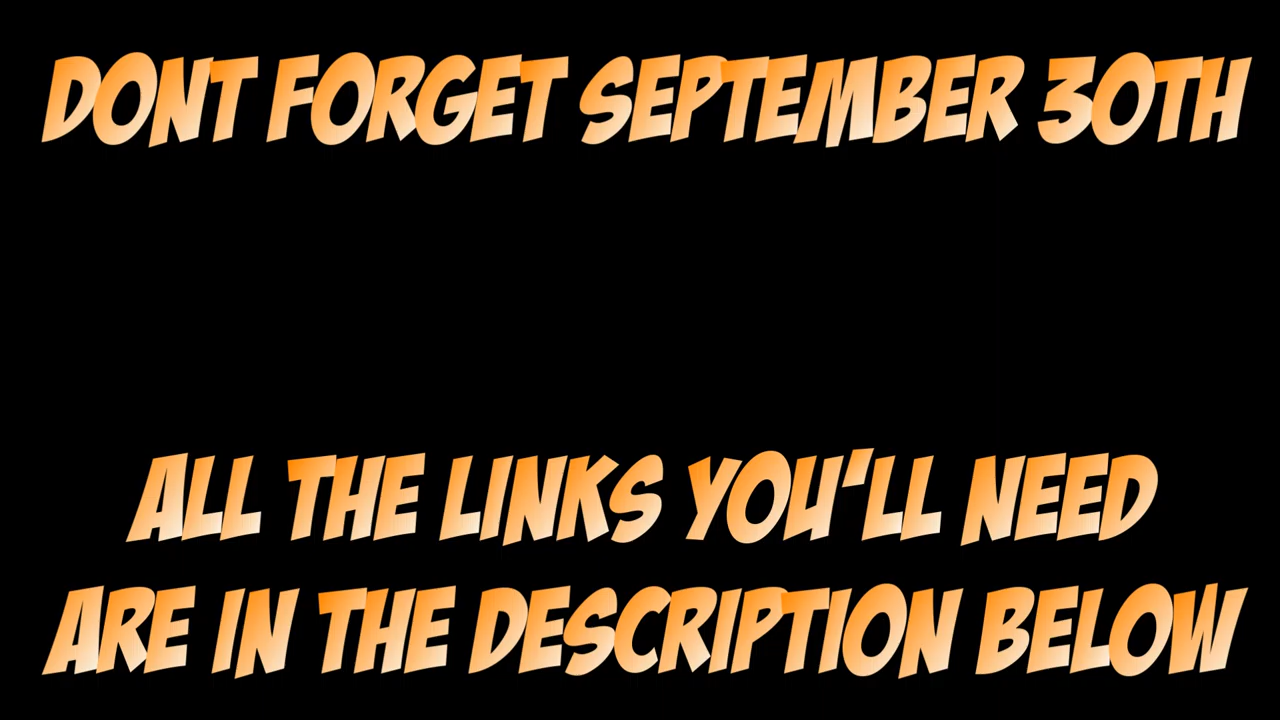 DONT FORGET SEPTEMBER 30TH
ALL THE LINKS YOU'LL NEED
ARE IN THE DESCRIPTION BELOW